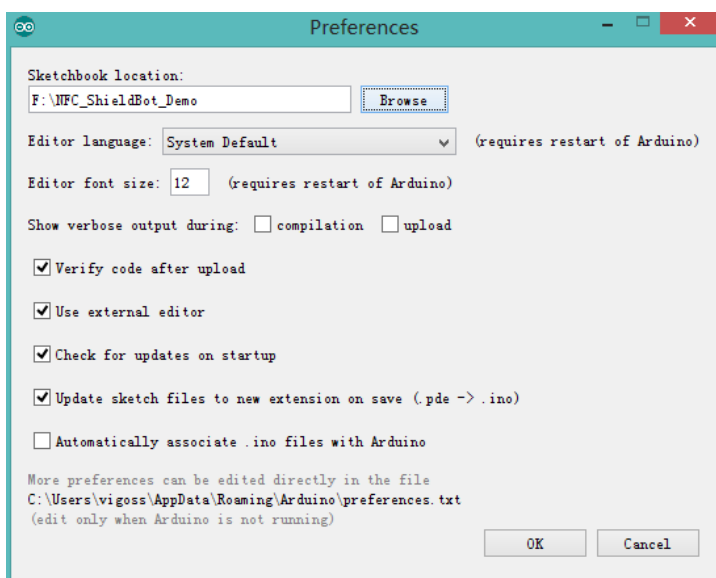 Preferences
Sketchbook location:
F:\NFC_ShieldBot_Demo Browse
Editor language: System Default (requires restart of Arduino)
Editor font size: 12 (requires restart of Arduino)
Show verbose output during: compilation upload
Verify code after upload
Use external editor
Check for updates on startup
Update sketch files to new extension on save (.pde -> .ino)
Automatically associate .ino files with Arduino
More preferences can be edited directly in the file
C:\Users\vigoss\AppData\Roaming\Arduino\preferences.txt
(edit only when Arduino is not running)
OK Cancel